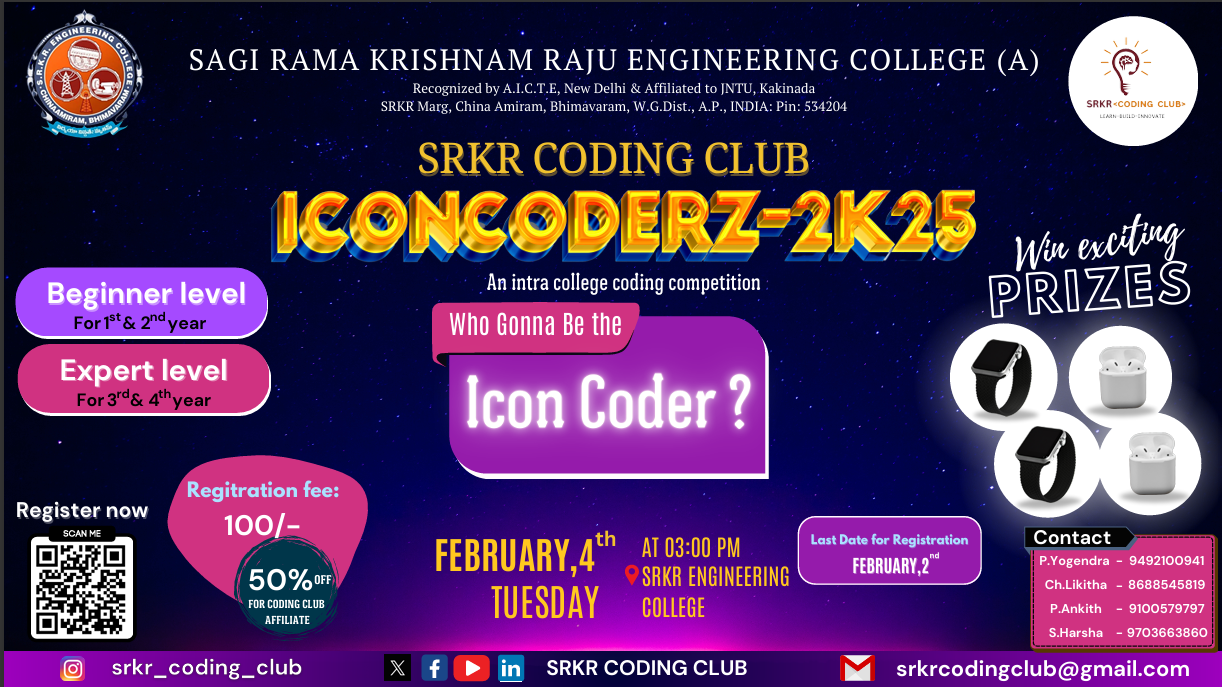 S.R.K.R. ENGINEERING COLLEGE
CHINAMIRAM, BHIMAVARAM
SAGI RAMA KRISHNAM RAJU ENGINEERING COLLEGE (A)
Recognized by A.I.C.T.E, New Delhi & Affiliated to JNTU, Kakinada
SRKR Marg, China Amiram, Bhimavaram, W.G.Dist., A.P., INDIA: Pin: 534204
SRKR<CODING CLUB>
LEARN-BUILD-INNOVATE
SRKR CODING CLUB
ICONCODERZ-2K25
An intra college coding competition
Beginner level
For 1st & 2nd year
Expert level
For 3rd & 4th year
Who Gonna Be the
Icon Coder ?
Win exciting
PRIZES
Register now
SCAN ME
Regitration fee:
100/-
50% OFF
FOR CODING CLUB
AFFILIATE
FEBRUARY,4th
TUESDAY
AT 03:00 PM
SRKR ENGINEERING
COLLEGE
Last Date for Registration
FEBRUARY,2nd
Contact
P.Yogendra - 9492100941
Ch.Likitha - 8688545819
P.Ankith - 9100579797
S.Harsha - 9703663860
srkr_coding_club
SRKR CODING CLUB
srkrcodingclub@gmail.com